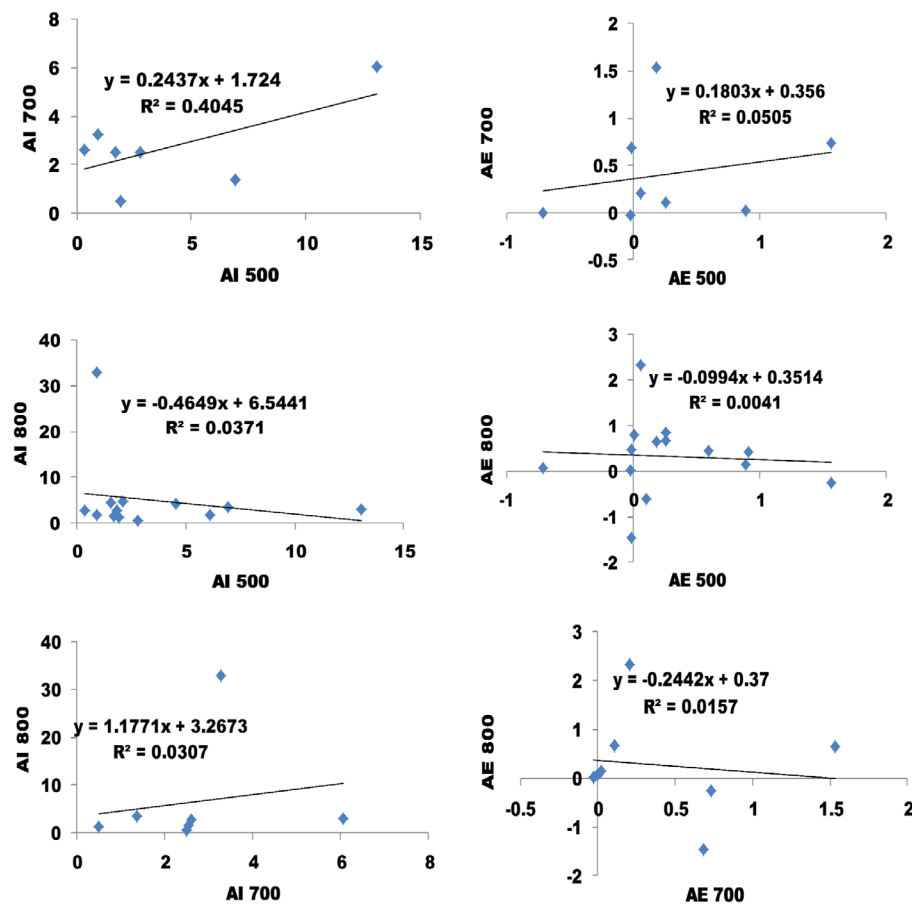 8
6
4
2
0
AI 700
y = 0.2437x + 1.724
R² = 0.4045
0 5 10 15
AI 500
2
1.5
1
0.5
0
-0.5
AE 700
y = 0.1803x + 0.356
R² = 0.0505
-1 0 1 2
AE 500
40
30
20
10
0
AI 800
y = -0.4649x + 6.5441
R² = 0.0371
0 5 10 15
AI 500
3
2
1
0
-1
-2
AE 800
y = -0.0994x + 0.3514
R² = 0.0041
-1 0 1 2
AE 500
40
30
20
10
0
AI 800
y = 1.1771x + 3.2673
R² = 0.0307
0 2 4 6 8
AI 700
3
2
1
0
-1
-2
AE 800
y = -0.2442x + 0.37
R² = 0.0157
-0.5 0 0.5 1 1.5 2
AE 700